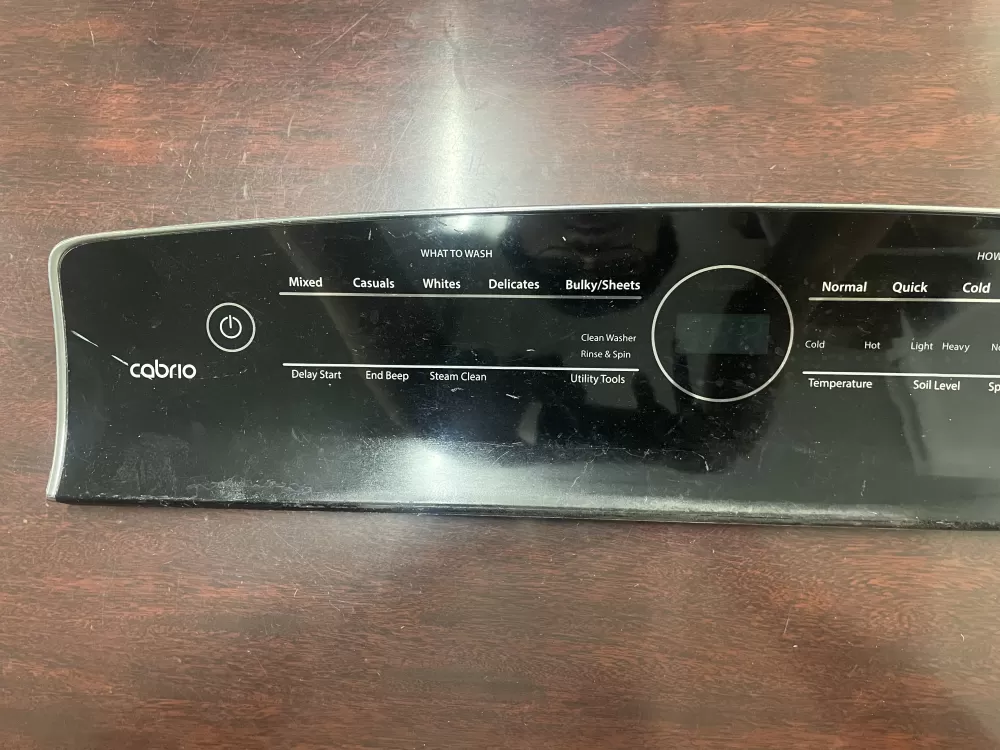 WHAT TO WASH
Mixed Casuals Whites Delicates Bulky/Sheets
Clean Washer
Rinse & Spin
Delay Start End Beep Steam Clean Utility Tools
cabrio
HOW
Normal Quick Cold
Cold Hot Light Heavy
Temperature Soil Level